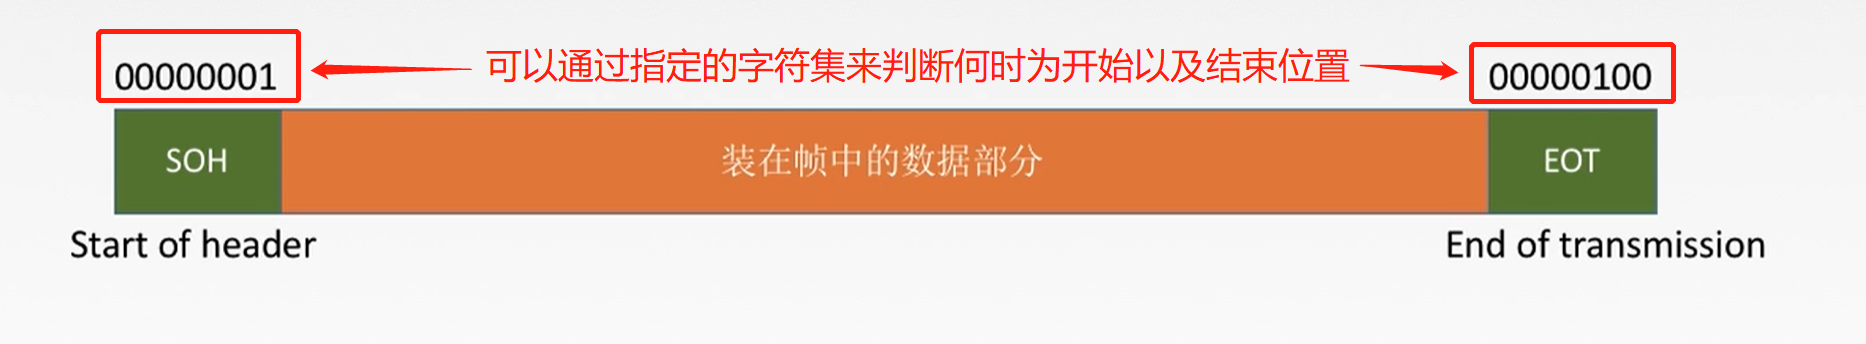 可以通过指定的字符集来判断何时为开始以及结束位置
00000001
00000100
SOH
装在帧中的数据部分
EOT
Start of header
End of transmission